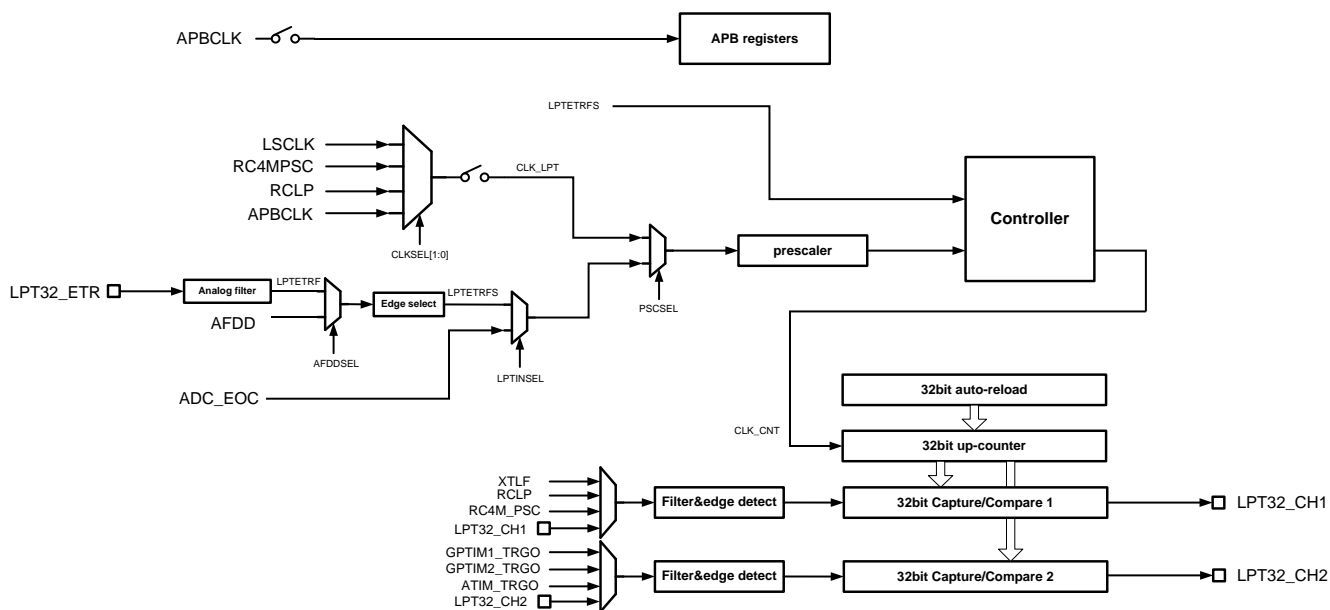 APBCLK
APB registers
LPTETRFS
LSCLK
RC4MPSC
RCLP
APBCLK
CLK_LPT
CLKSEL[1:0]
Controller
prescaler
PSCSEL
LPT32_ETR
Analog filter
LPTETRF
Edge select
LPTETRFS
AFDD
AFDDSEL
LPTINSEL
ADC_EOC
32bit auto-reload
CLK_CNT
32bit up-counter
XTLF
RCLP
RC4M_PSC
LPT32_CH1
Filter&edge detect
32bit Capture/Compare 1
LPT32_CH1
GPTIM1_TRGO
GPTIM2_TRGO
ATIM_TRGO
LPT32_CH2
Filter&edge detect
32bit Capture/Compare 2
LPT32_CH2